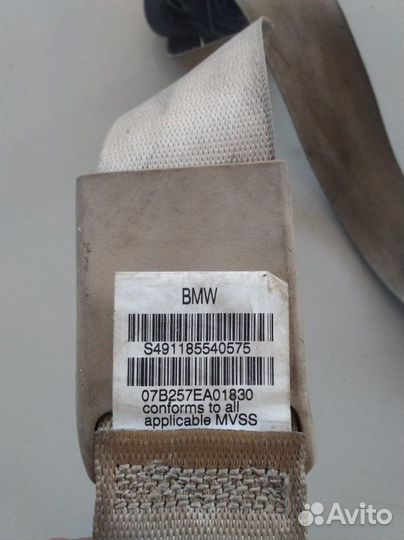 BMW
S491185540575
07B257EA01830
conforms to all
applicable MVSS
Avito